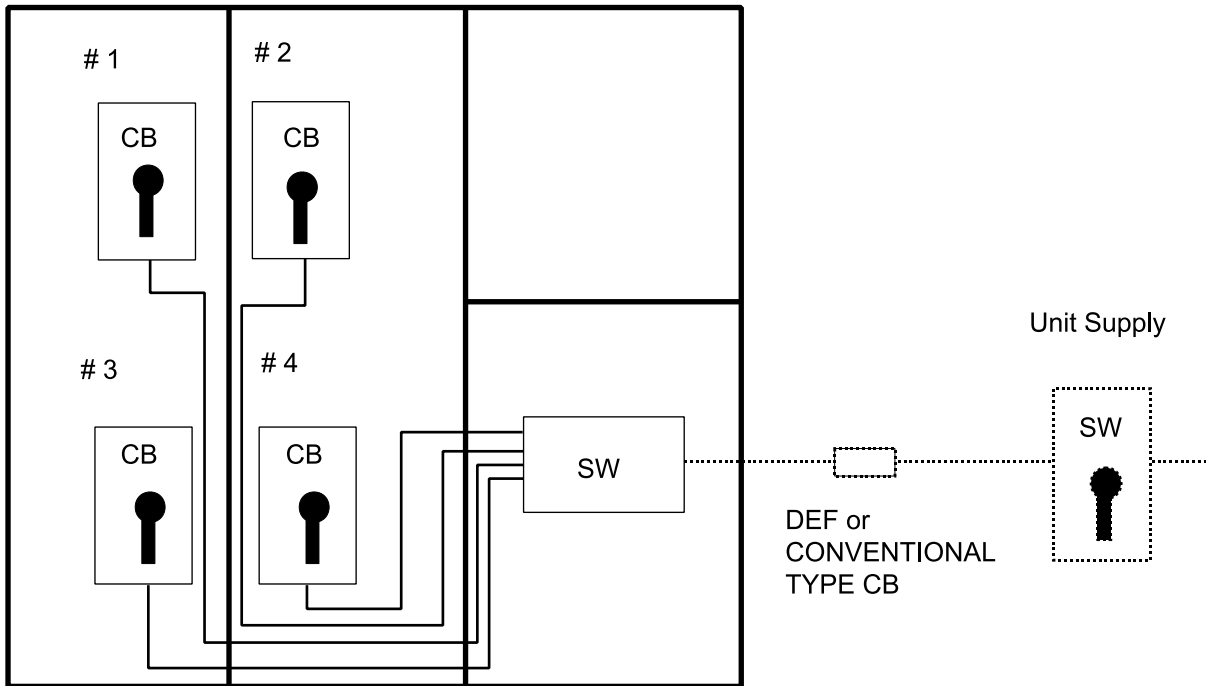 # 1
# 2
CB
CB
# 3
# 4
CB
CB
SW
Unit Supply
SW
DEF or
CONVENTIONAL
TYPE CB